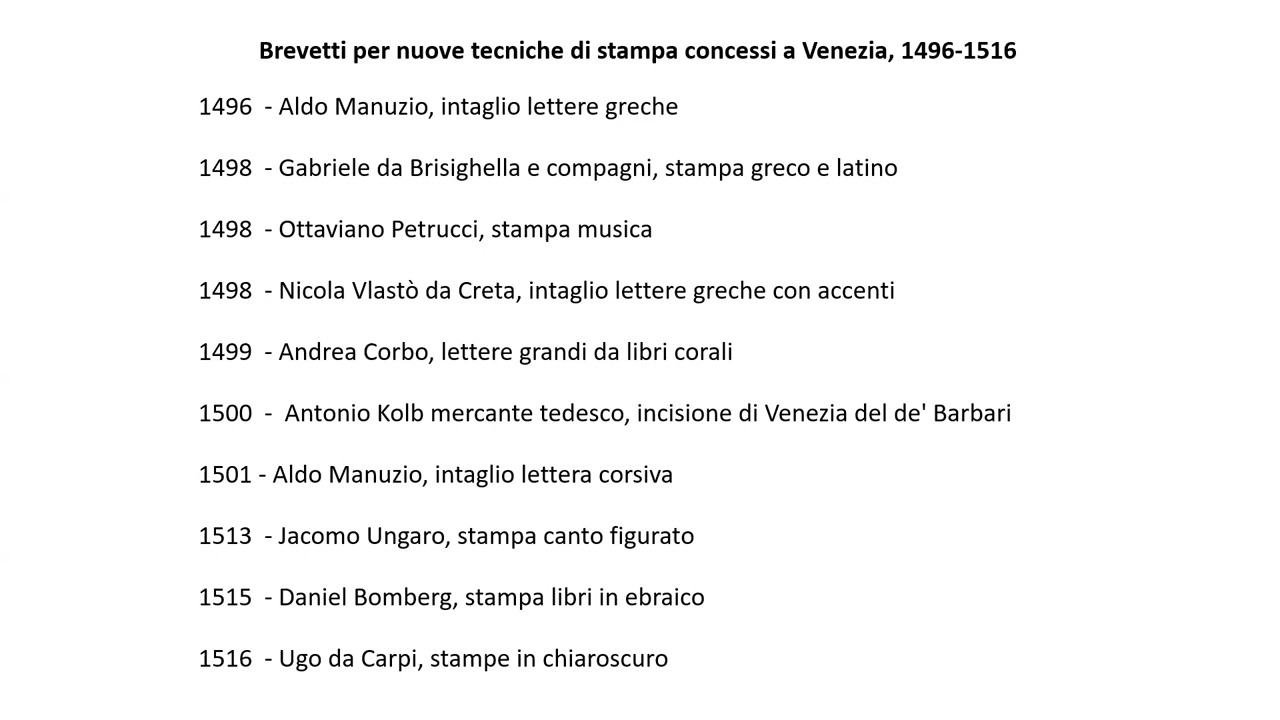 Brevetti per nuove tecniche di stampa concessi a Venezia, 1496-1516
1496 - Aldo Manuzio, intaglio lettere greche
1498 - Gabriele da Brisighella e compagni, stampa greco e latino
1498 - Ottaviano Petrucci, stampa musica
1498 - Nicola Vlastò da Creta, intaglio lettere greche con accenti
1499 - Andrea Corbo, lettere grandi da libri corali
1500 - Antonio Kolb mercante tedesco, incisione di Venezia del de' Barbari
1501 - Aldo Manuzio, intaglio lettera corsiva
1513 - Jacomo Ungaro, stampa canto figurato
1515 - Daniel Bomberg, stampa libri in ebraico
1516 - Ugo da Carpi, stampe in chiaroscuro